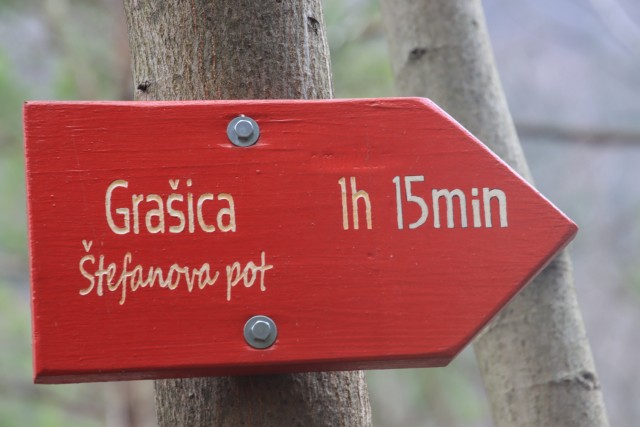 Grašica 1h 15min
Štefanova pot